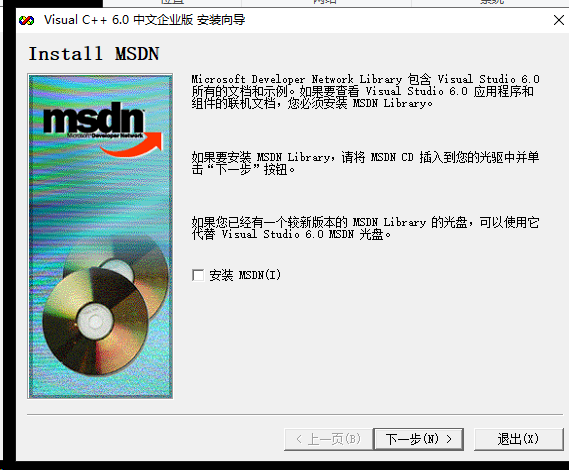 Visual C++ 6.0 中文企业版 安装向导
Install MSDN
msdn
Microsoft Developer Network
Microsoft Developer Network Library 包含 Visual Studio 6.0
所有的文档和示例。如果要查看 Visual Studio 6.0 应用程序和
组件的联机文档，您必须安装 MSDN Library。
如果要安装 MSDN Library，请将 MSDN CD 插入到您的光驱中并单
击“下一步”按钮。
如果您已经有一个较新版本的 MSDN Library 的光盘，可以使用它
代替 Visual Studio 6.0 MSDN 光盘。
安装 MSDN(I)
< 上一页(B)
下一步(N) >
退出(X)